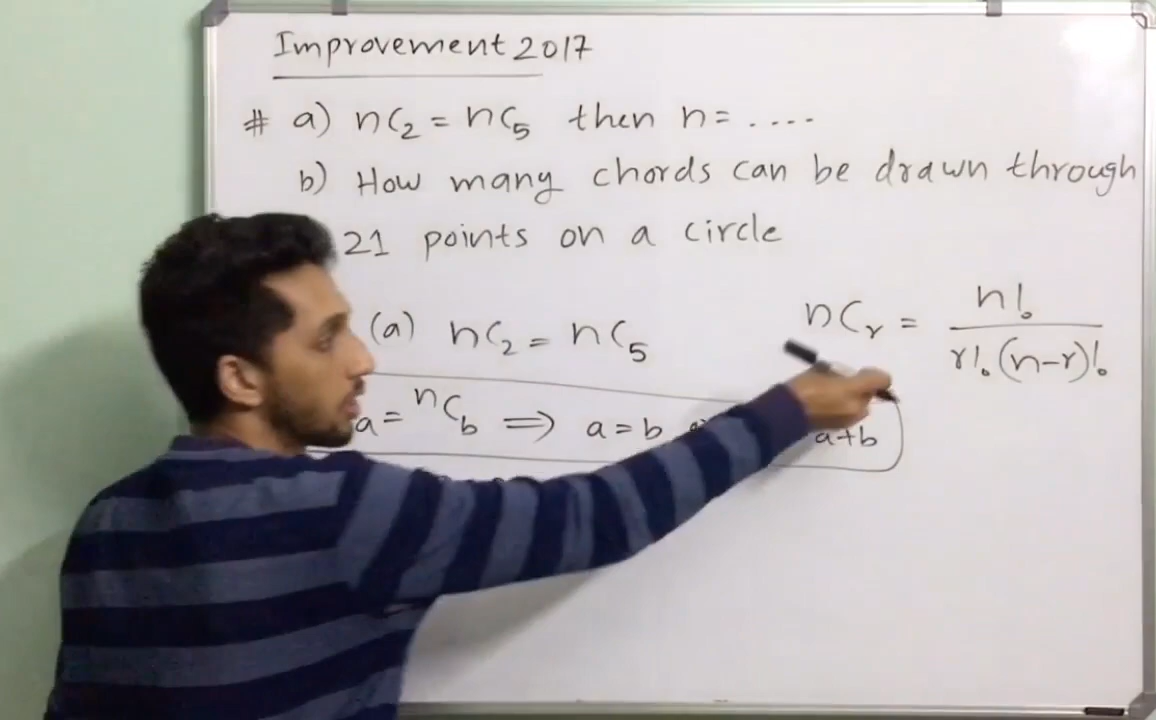 Improvement 2017
# a) nC₂ = nC₅ then n= ....
b) How many chords can be drawn through
21 points on a circle
(a) nC₂ = nC₅
nCᵣ = n! / r!.(n-r)!
a = ⁿC_b ⟹ a=b a+b